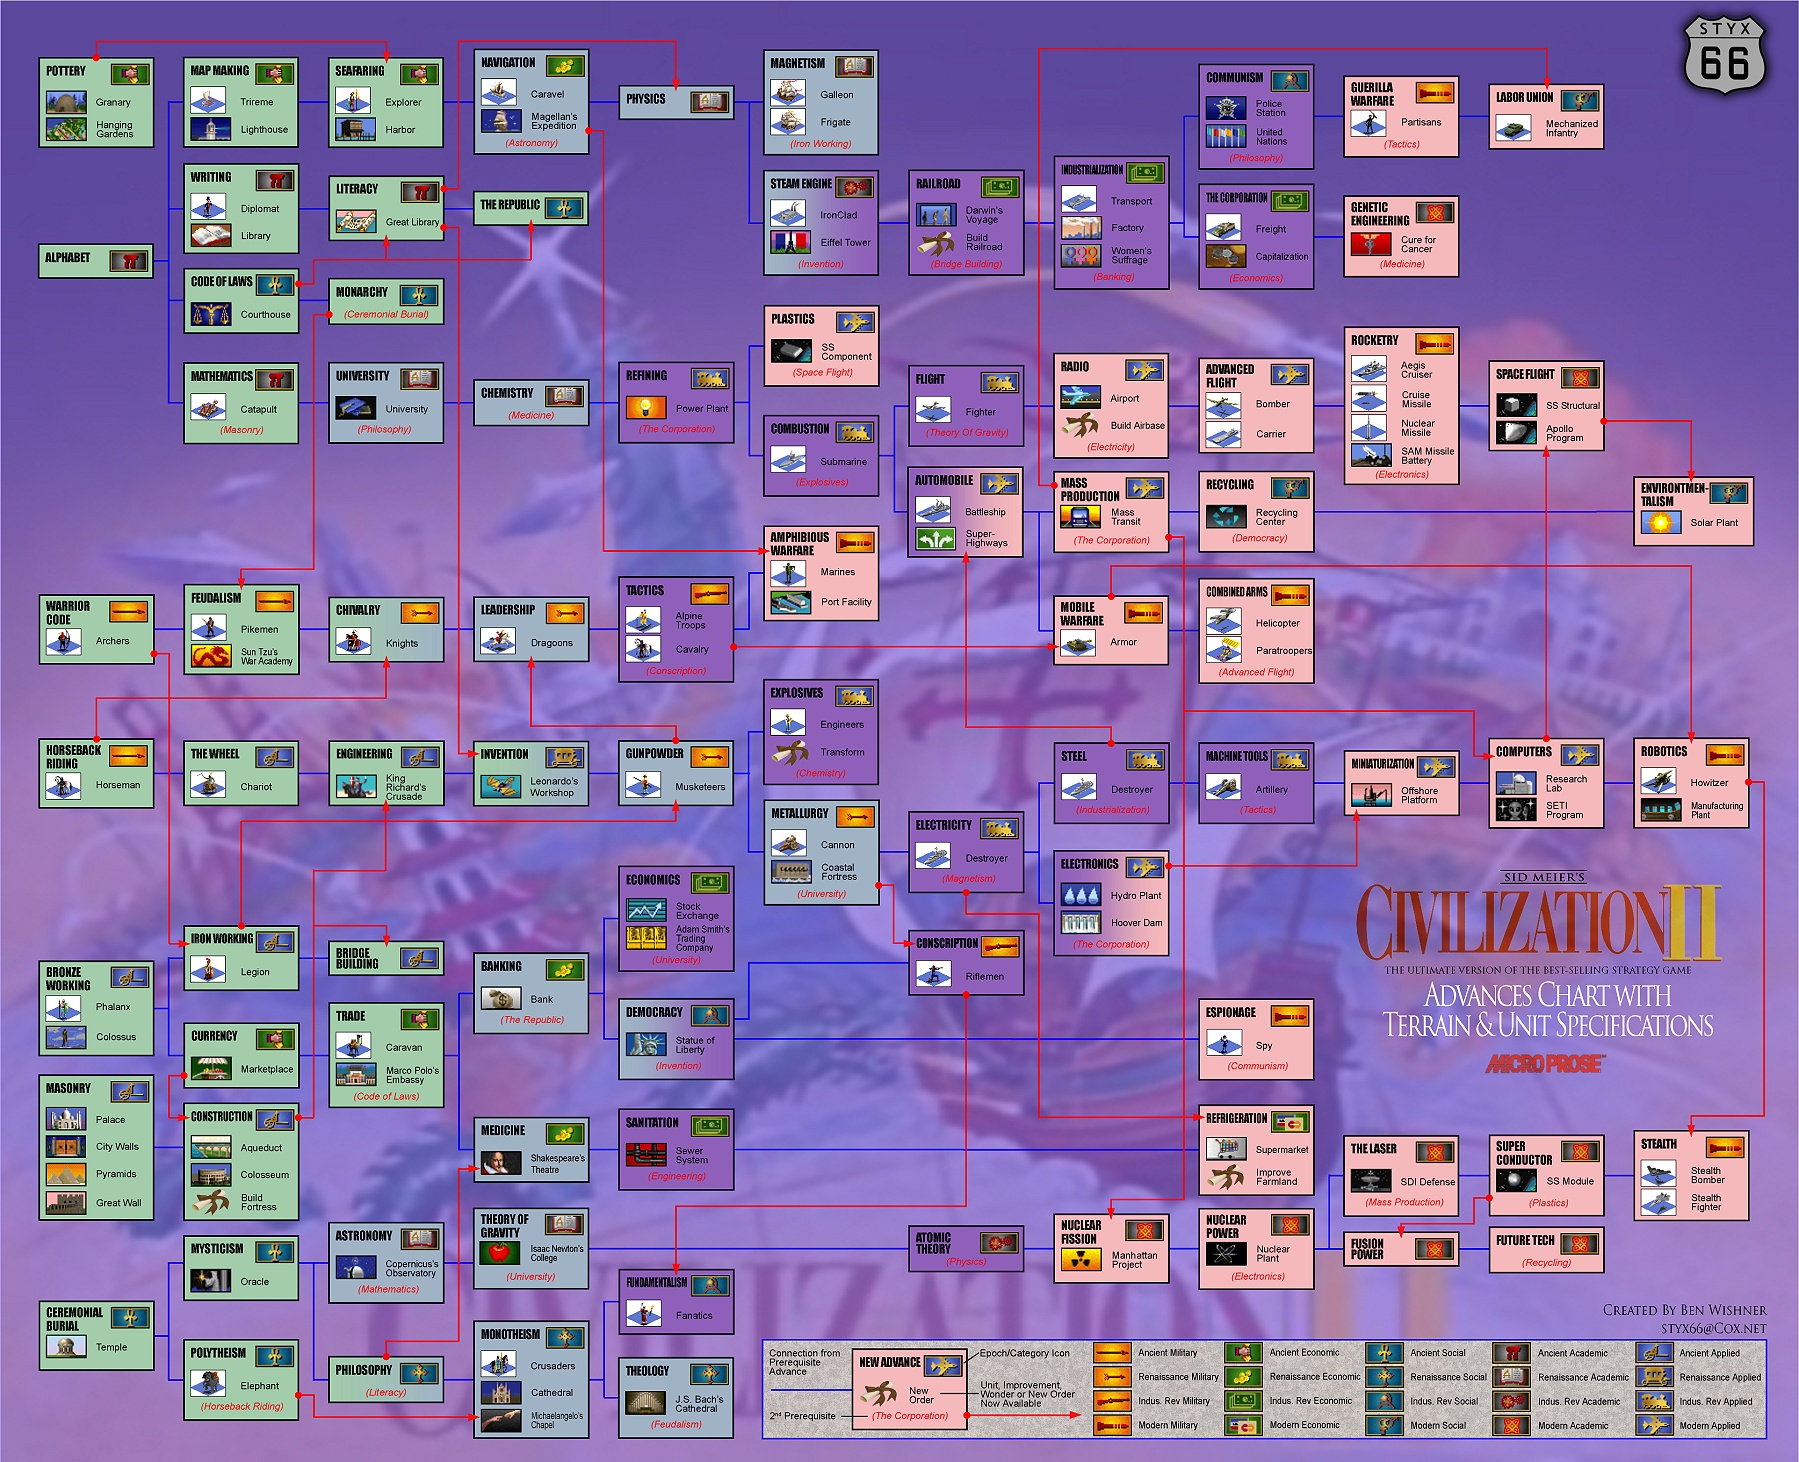 STYX
66
POTTERY
Granary
Hanging
Gardens
MAP MAKING
Trireme
Lighthouse
SEAFARING
Explorer
Harbor
NAVIGATION
Caravel
Magellan's
Expedition
(Astronomy)
PHYSICS
MAGNETISM
Galleon
Frigate
(Iron Working)
COMMUNISM
Police
Station
United
Nations
(Philosophy)
GUERILLA
WARFARE
Partisans
(Tactics)
LABOR UNION
Mechanized
Infantry
WRITING
Diplomat
Library
LITERACY
Great Library
THE REPUBLIC
STEAM ENGINE
IronClad
Eiffel Tower
(Invention)
RAILROAD
Darwin's
Voyage
Build
Railroad
(Bridge Building)
INDUSTRIALIZATION
Transport
Factory
Women's
Suffrage
(Banking)
THE CORPORATION
Freight
Capitalization
(Economics)
GENETIC
ENGINEERING
Cure for
Cancer
(Medicine)
ALPHABET
CODE OF LAWS
Courthouse
MONARCHY
(Ceremonial Burial)
MATHEMATICS
Catapult
(Masonry)
UNIVERSITY
University
(Philosophy)
CHEMISTRY
(Medicine)
REFINING
Power Plant
(The Corporation)
PLASTICS
SS
Component
(Space Flight)
COMBUSTION
Submarine
(Explosives)
FLIGHT
Fighter
(Theory Of Gravity)
AUTOMOBILE
Battleship
Super-
Highways
RADIO
Airport
Build Airbase
(Electricity)
ADVANCED
FLIGHT
Bomber
Carrier
ROCKETRY
Aegis
Cruiser
Cruise
Missile
Nuclear
Missile
SAM Missile
Battery
(Electronics)
SPACE FLIGHT
SS Structural
Apollo
Program
MASS
PRODUCTION
Mass
Transit
(The Corporation)
RECYCLING
Recycling
Center
(Democracy)
ENVIRONTMEN-
TALISM
Solar Plant
AMPHIBIOUS
WARFARE
Marines
Port Facility
WARRIOR
CODE
Archers
FEUDALISM
Pikemen
Sun Tzu's
War Academy
CHIVALRY
Knights
LEADERSHIP
Dragoons
TACTICS
Alpine
Troops
Cavalry
(Conscription)
MOBILE
WARFARE
Armor
COMBINED ARMS
Helicopter
Paratroopers
(Advanced Flight)
HORSEBACK
RIDING
Horseman
THE WHEEL
Chariot
ENGINEERING
King
Richard's
Crusade
INVENTION
Leonardo's
Workshop
GUNPOWDER
Musketeers
EXPLOSIVES
Engineers
Transform
(Chemistry)
METALLURGY
Cannon
Coastal
Fortress
(University)
ELECTRICITY
Destroyer
(Magnetism)
STEEL
Destroyer
(Industrialization)
MACHINE TOOLS
Artillery
(Tactics)
MINIATURIZATION
Offshore
Platform
COMPUTERS
Research
Lab
SETI
Program
ROBOTICS
Howitzer
Manufacturing
Plant
ELECTRONICS
Hydro Plant
Hoover Dam
(The Corporation)
IRON WORKING
Legion
BRIDGE
BUILDING
BRONZE
WORKING
Phalanx
Colossus
CURRENCY
Marketplace
TRADE
Caravan
Marco Polo's
Embassy
(Code of Laws)
BANKING
Bank
(The Republic)
ECONOMICS
Stock
Exchange
Adam Smith's
Trading
Company
(University)
DEMOCRACY
Statue of
Liberty
(Invention)
CONSCRIPTION
Riflemen
ESPIONAGE
Spy
(Communism)
SID MEIER'S
CIVILIZATION II
THE ULTIMATE VERSION OF THE BEST-SELLING STRATEGY GAME
ADVANCES CHART WITH
TERRAIN & UNIT SPECIFICATIONS
MICROPROSE™
MASONRY
Palace
City Walls
Pyramids
Great Wall
CONSTRUCTION
Aqueduct
Colosseum
Build
Fortress
MEDICINE
Shakespeare's
Theatre
SANITATION
Sewer
System
(Engineering)
REFRIGERATION
Supermarket
Improve
Farmland
THE LASER
SDI Defense
(Mass Production)
SUPER
CONDUCTOR
SS Module
(Plastics)
STEALTH
Stealth
Bomber
Stealth
Fighter
MYSTICISM
Oracle
ASTRONOMY
Copernicus's
Observatory
(Mathematics)
THEORY OF
GRAVITY
Isaac Newton's
College
(University)
ATOMIC
THEORY
(Physics)
NUCLEAR
FISSION
Manhattan
Project
NUCLEAR
POWER
Nuclear
Plant
(Electronics)
FUSION
POWER
FUTURE TECH
(Recycling)
CEREMONIAL
BURIAL
Temple
POLYTHEISM
Elephant
(Horseback Riding)
PHILOSOPHY
(Literacy)
MONOTHEISM
Crusaders
Cathedral
Michaelangelo's
Chapel
FUNDAMENTALISM
Fanatics
THEOLOGY
J.S. Bach's
Cathedral
(Feudalism)
CREATED BY BEN WISHNER
STYX66@COX.NET
Connection from
Prerequisite
Advance
2nd Prerequisite
NEW ADVANCE
New
Order
(The Corporation)
Epoch/Category Icon
Unit, Improvement,
Wonder or New Order
Now Available
Ancient Military
Ancient Economic
Ancient Social
Ancient Academic
Ancient Applied
Renaissance Military
Renaissance Economic
Renaissance Social
Renaissance Academic
Renaissance Applied
Indus. Rev Military
Indus. Rev Economic
Indus. Rev Social
Indus. Rev Academic
Indus. Rev Applied
Modern Military
Modern Economic
Modern Social
Modern Academic
Modern Applied